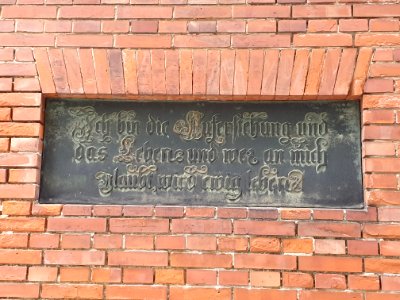 Ich bin die Auferstehung und
das Leben und wer an mich
glaubt wird ewig leben